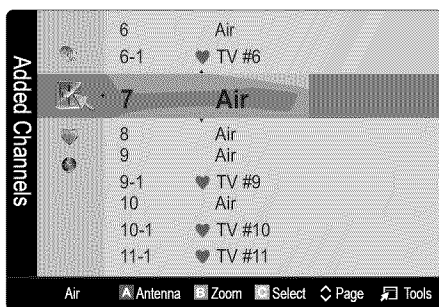 Added Channels
6 Air
6-1 ♥ TV #6
7 Air
8 Air
9 Air
9-1 ♥ TV #9
10 Air
10-1 ♥ TV #10
11-1 ♥ TV #11
Air A Antenna B Zoom C Select Page Tools